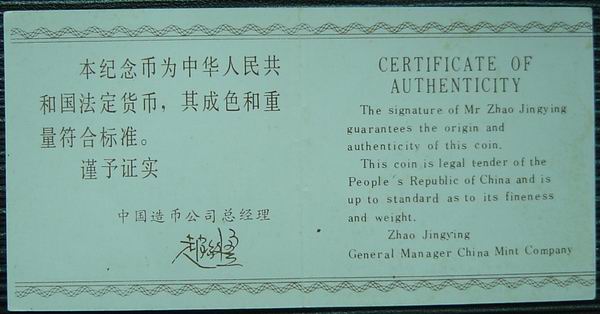 本纪念币为中华人民共
和国法定货币，其成色和重
量符合标准。
谨予证实
中国造币公司总经理
CERTIFICATE OF
AUTHENTICITY
The signature of Mr Zhao Jingying
guarantees the origin and
authenticity of this coin.
This coin is legal tender of the
People's Republic of China and is
up to standard as to its fineness
and weight.
Zhao Jingying
General Manager China Mint Company